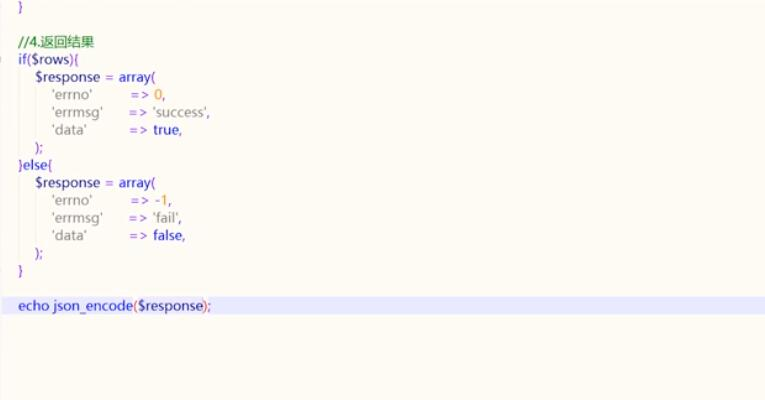 }
//4.返回结果
if($rows){
$response = array(
'errno' => 0,
'errmsg' => 'success',
'data' => true,
);
}else{
$response = array(
'errno' => -1,
'errmsg' => 'fail',
'data' => false,
);
}
echo json_encode($response);